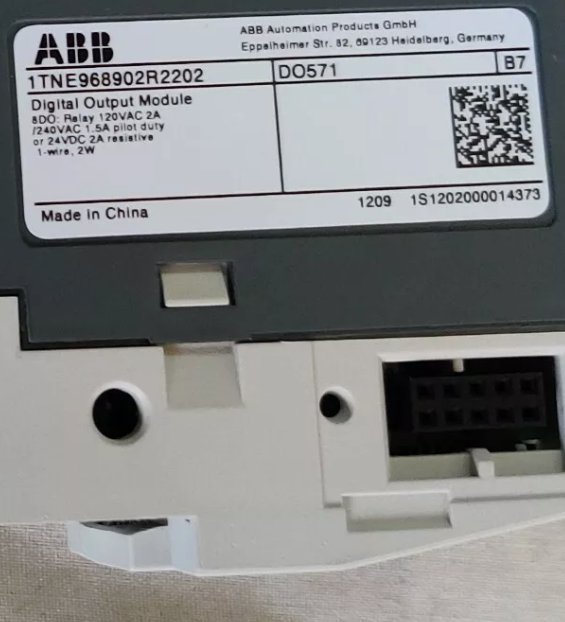 ABB
ABB Automation Products GmbH
Eppelheimer Str. 82, 69123 Heidelberg, Germany
1TNE968902R2202 DO571 B7
Digital Output Module
8DO: Relay 120VAC 2A
/240VAC 1.5A pilot duty
or 24VDC 2A resistive
1-wire, 2W
Made in China 1209 1S1202000014373